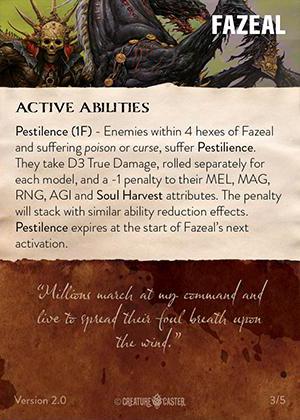 FAZEAL
ACTIVE ABILITIES
Pestilence (1F) - Enemies within 4 hexes of Fazeal
and suffering poison or curse, suffer Pestilience.
They take D3 True Damage, rolled separately for
each model, and a -1 penalty to their MEL, MAG,
RNG, AGI and Soul Harvest attributes. The penalty
will stack with similar ability reduction effects.
Pestilence expires at the start of Fazeal's next
activation.
"Millions march at my command and
live to spread their foul breath upon
the wind."
Version 2.0
© CREATURE CASTER
3/5